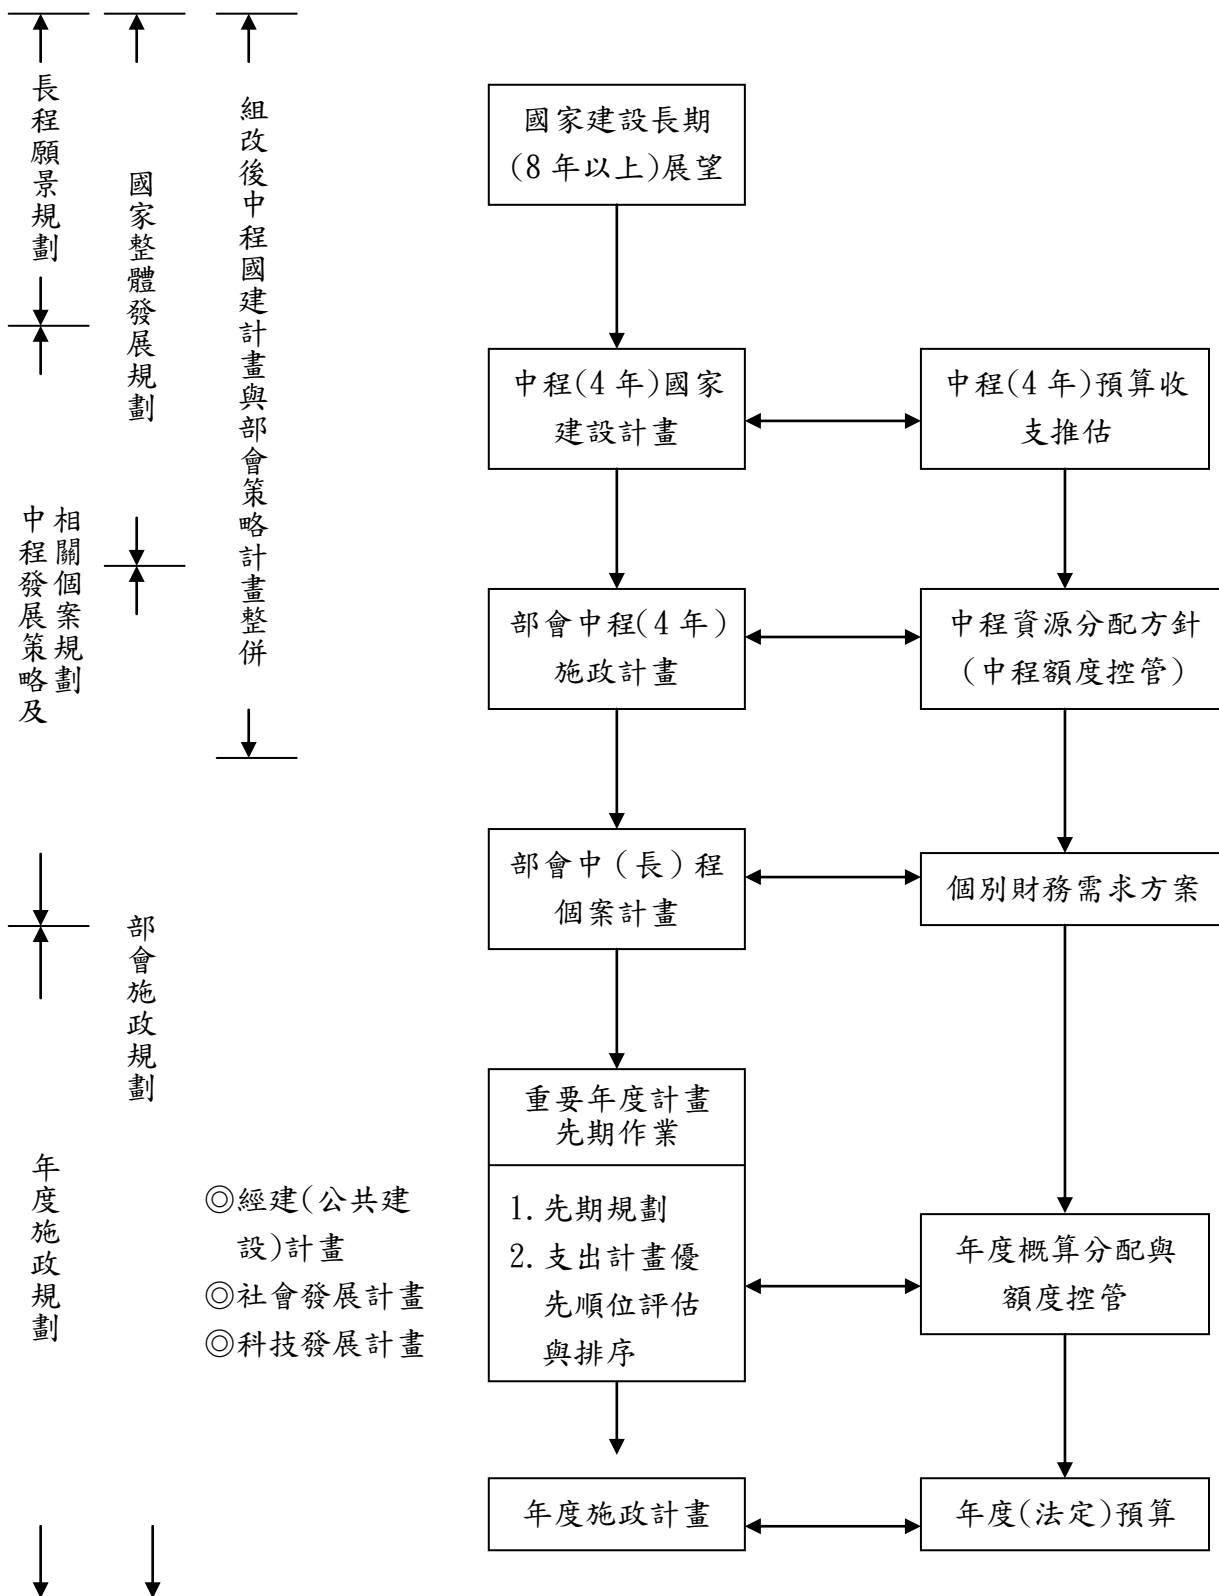 長程願景規劃
中程發展策略及
相關個案規劃
年度施政規劃
國家整體發展規劃
部會施政規劃
組改後中程國建計畫與部會策略計畫整併
◎經建(公共建
設)計畫
◎社會發展計畫
◎科技發展計畫
國家建設長期
(8年以上)展望
中程(4年)國家
建設計畫
中程(4年)預算收
支推估
部會中程(4年)
施政計畫
中程資源分配方針
(中程額度控管)
部會中(長)程
個案計畫
個別財務需求方案
重要年度計畫
先期作業
1.先期規劃
2.支出計畫優
先順位評估
與排序
年度概算分配與
額度控管
年度施政計畫
年度(法定)預算